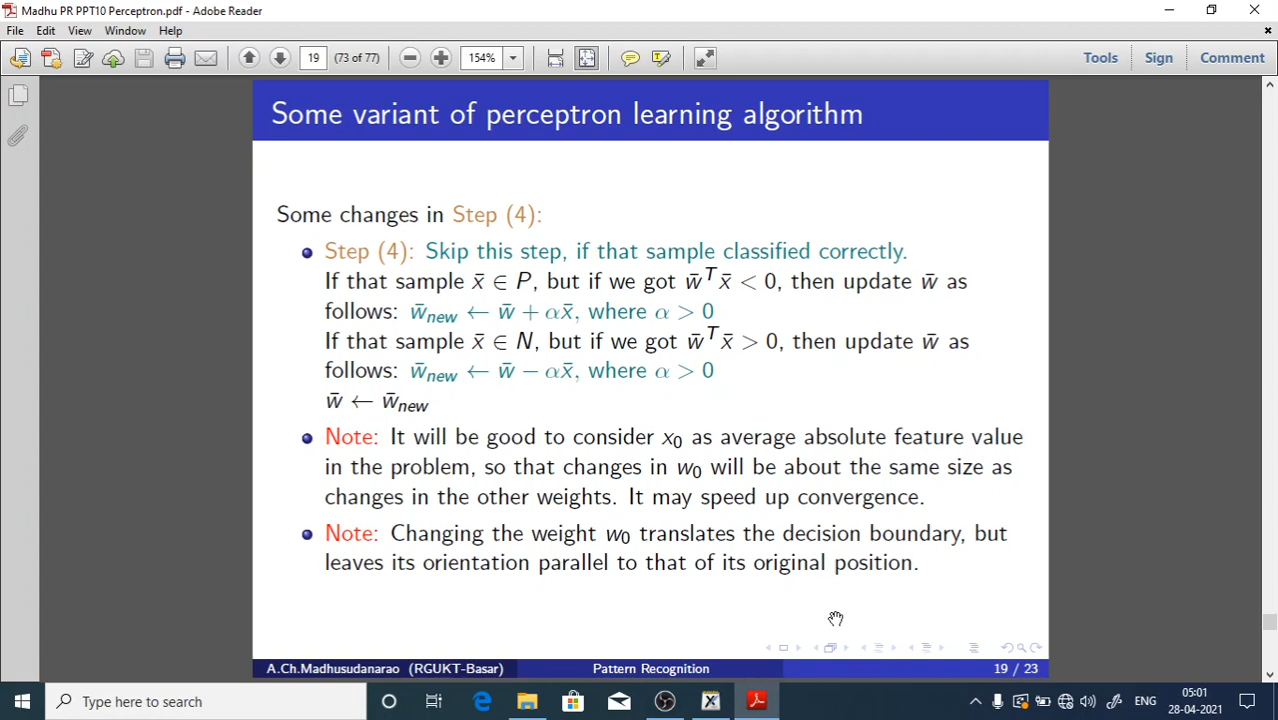 Madhu PR PPT10 Perceptron.pdf - Adobe Reader
File Edit View Window Help
19 (73 of 77) 154% Tools Sign Comment
Some variant of perceptron learning algorithm
Some changes in Step (4):
Step (4): Skip this step, if that sample classified correctly.
If that sample x̄ ∈ P, but if we got w̄ᵀx̄ < 0, then update w̄ as
follows: w̄new ← w̄ + αx̄, where α > 0
If that sample x̄ ∈ N, but if we got w̄ᵀx̄ > 0, then update w̄ as
follows: w̄new ← w̄ − αx̄, where α > 0
w̄ ← w̄new
Note: It will be good to consider x₀ as average absolute feature value
in the problem, so that changes in w₀ will be about the same size as
changes in the other weights. It may speed up convergence.
Note: Changing the weight w₀ translates the decision boundary, but
leaves its orientation parallel to that of its original position.
A.Ch.Madhusudanarao (RGUKT-Basar) Pattern Recognition 19 / 23
Type here to search ENG 05:01
28-04-2021